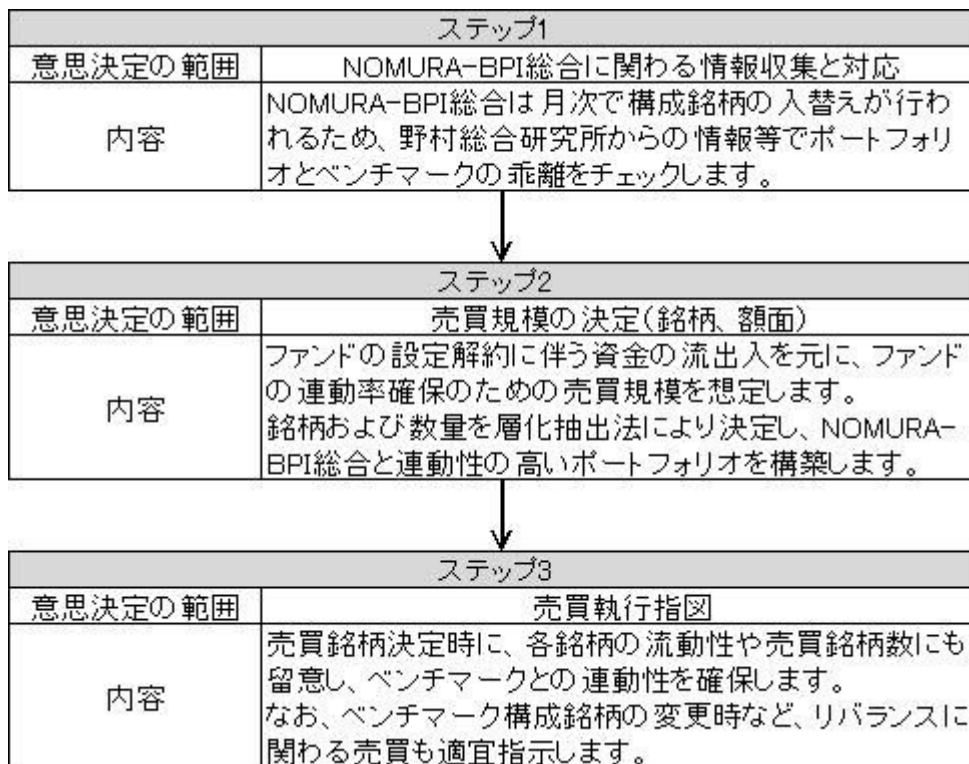 ステップ1
意思決定の範囲
NOMURA-BPI総合に関わる情報収集と対応
内容
NOMURA-BPI総合は月次で構成銘柄の入替えが行わ
れるため、野村総合研究所からの情報等でポートフォリ
オとベンチマークの乖離をチェックします。
ステップ2
意思決定の範囲
売買規模の決定(銘柄、額面)
内容
ファンドの設定解約に伴う資金の流出入を元に、ファンド
の連動率確保のための売買規模を想定します。
銘柄および数量を層化抽出法により決定し、NOMURA-
BPI総合と連動性の高いポートフォリオを構築します。
ステップ3
意思決定の範囲
売買執行指図
内容
売買銘柄決定時に、各銘柄の流動性や売買銘柄数にも
留意し、ベンチマークとの連動性を確保します。
なお、ベンチマーク構成銘柄の変更時など、リバランスに
関わる売買も適宜指示します。